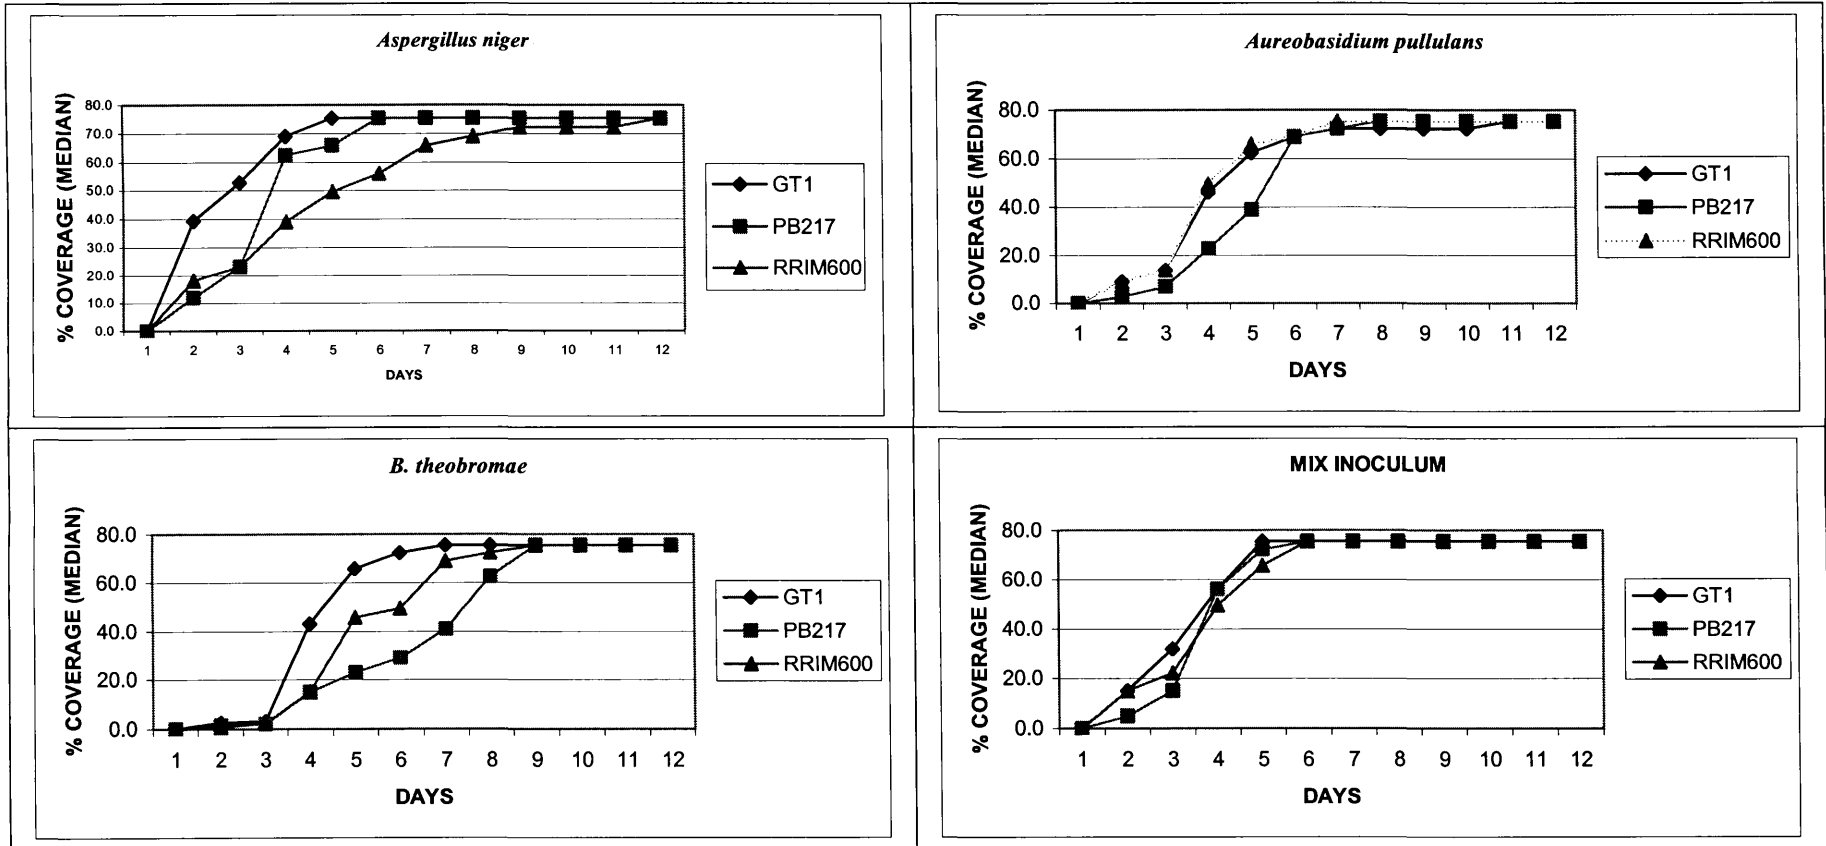 Aspergillus niger
% COVERAGE (MEDIAN)
80.0
70.0
60.0
50.0
40.0
30.0
20.0
10.0
0.0
1 2 3 4 5 6 7 8 9 10 11 12
DAYS
GT1
PB217
RRIM600
Aureobasidium pullulans
% COVERAGE (MEDIAN)
80.0
60.0
40.0
20.0
0.0
1 2 3 4 5 6 7 8 9 10 11 12
DAYS
GT1
PB217
RRIM600
B. theobromae
% COVERAGE (MEDIAN)
80.0
60.0
40.0
20.0
0.0
1 2 3 4 5 6 7 8 9 10 11 12
DAYS
GT1
PB217
RRIM600
MIX INOCULUM
% COVERAGE (MEDIAN)
80.0
60.0
40.0
20.0
0.0
1 2 3 4 5 6 7 8 9 10 11 12
DAYS
GT1
PB217
RRIM600